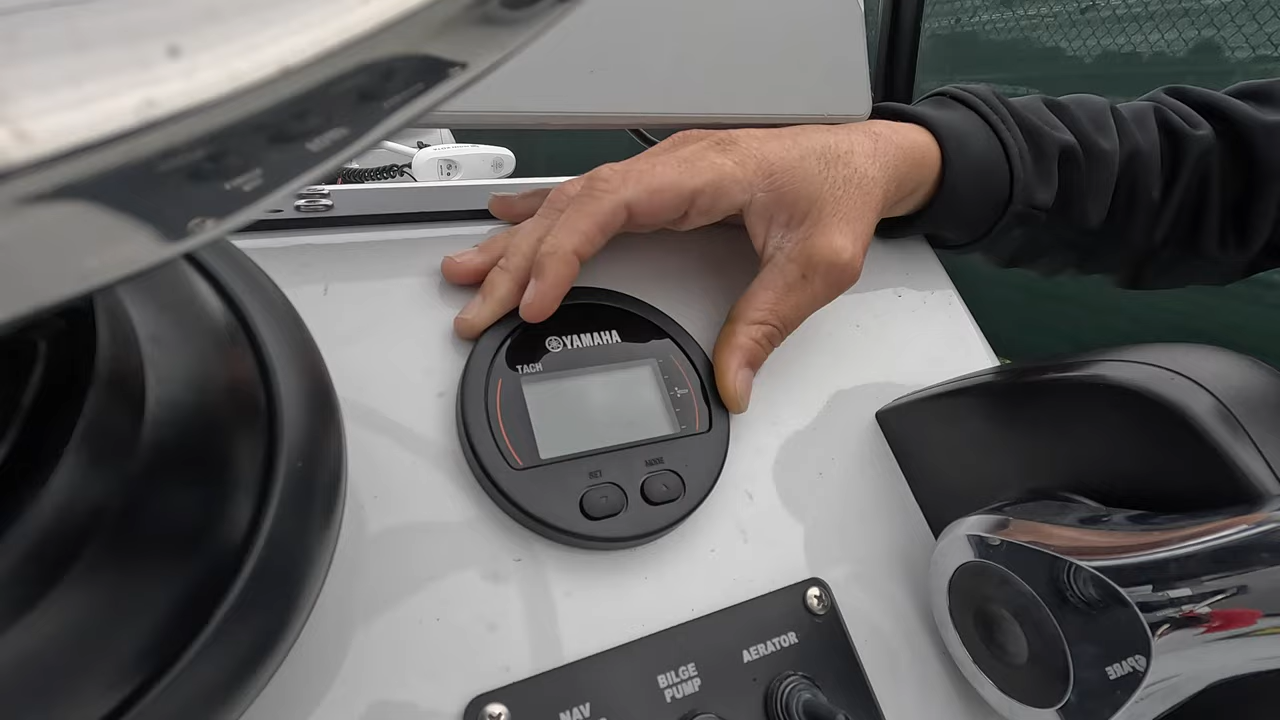 YAMAHA
TACH
SET
MODE
AERATOR
BILGE
PUMP
NAV
SPARE